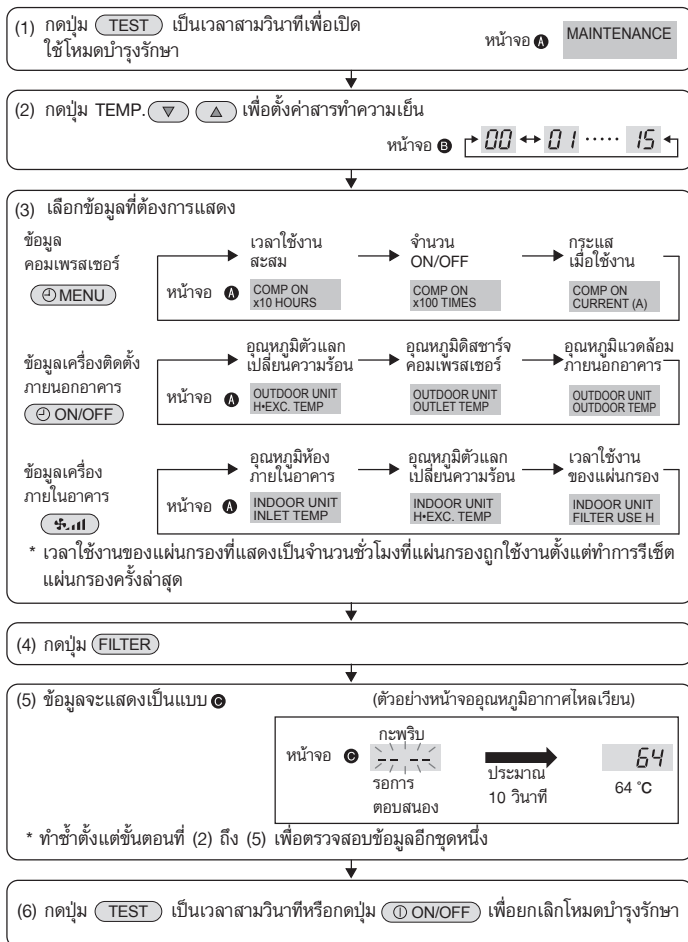 (1) กดปุ่ม TEST เป็นเวลาสามวินาทีเพื่อเปิด
ใช้โหมดบำรุงรักษา
หน้าจอ A MAINTENANCE
(2) กดปุ่ม TEMP. ▽ △ เพื่อตั้งค่าสารทำความเย็น
หน้าจอ B 00 ↔ 01 ····· 15
(3) เลือกข้อมูลที่ต้องการแสดง
ข้อมูล
คอมเพรสเซอร์
MENU
เวลาใช้งาน
สะสม
จำนวน
ON/OFF
กระแส
เมื่อใช้งาน
หน้าจอ A
COMP ON
x10 HOURS
COMP ON
x100 TIMES
COMP ON
CURRENT (A)
ข้อมูลเครื่องติดตั้ง
ภายนอกอาคาร
ON/OFF
อุณหภูมิตัวแลก
เปลี่ยนความร้อน
อุณหภูมิดิสชาร์จ
คอมเพรสเซอร์
อุณหภูมิแวดล้อม
ภายนอกอาคาร
หน้าจอ A
OUTDOOR UNIT
H•EXC. TEMP
OUTDOOR UNIT
OUTLET TEMP
OUTDOOR UNIT
OUTDOOR TEMP
ข้อมูลเครื่อง
ภายในอาคาร
อุณหภูมิห้อง
ภายในอาคาร
อุณหภูมิตัวแลก
เปลี่ยนความร้อน
เวลาใช้งาน
ของแผ่นกรอง
หน้าจอ A
INDOOR UNIT
INLET TEMP
INDOOR UNIT
H•EXC. TEMP
INDOOR UNIT
FILTER USE H
* เวลาใช้งานของแผ่นกรองที่แสดงเป็นจำนวนชั่วโมงที่แผ่นกรองถูกใช้งานตั้งแต่ทำการรีเซ็ต
แผ่นกรองครั้งล่าสุด
(4) กดปุ่ม FILTER
(5) ข้อมูลจะแสดงเป็นแบบ C
(ตัวอย่างหน้าจออุณหภูมิอากาศไหลเวียน)
หน้าจอ C
กะพริบ
-- --
รอการ
ตอบสนอง
ประมาณ
10 วินาที
64
64 °C
* ทำซ้ำตั้งแต่ขั้นตอนที่ (2) ถึง (5) เพื่อตรวจสอบข้อมูลอีกชุดหนึ่ง
(6) กดปุ่ม TEST เป็นเวลาสามวินาทีหรือกดปุ่ม ON/OFF เพื่อยกเลิกโหมดบำรุงรักษา